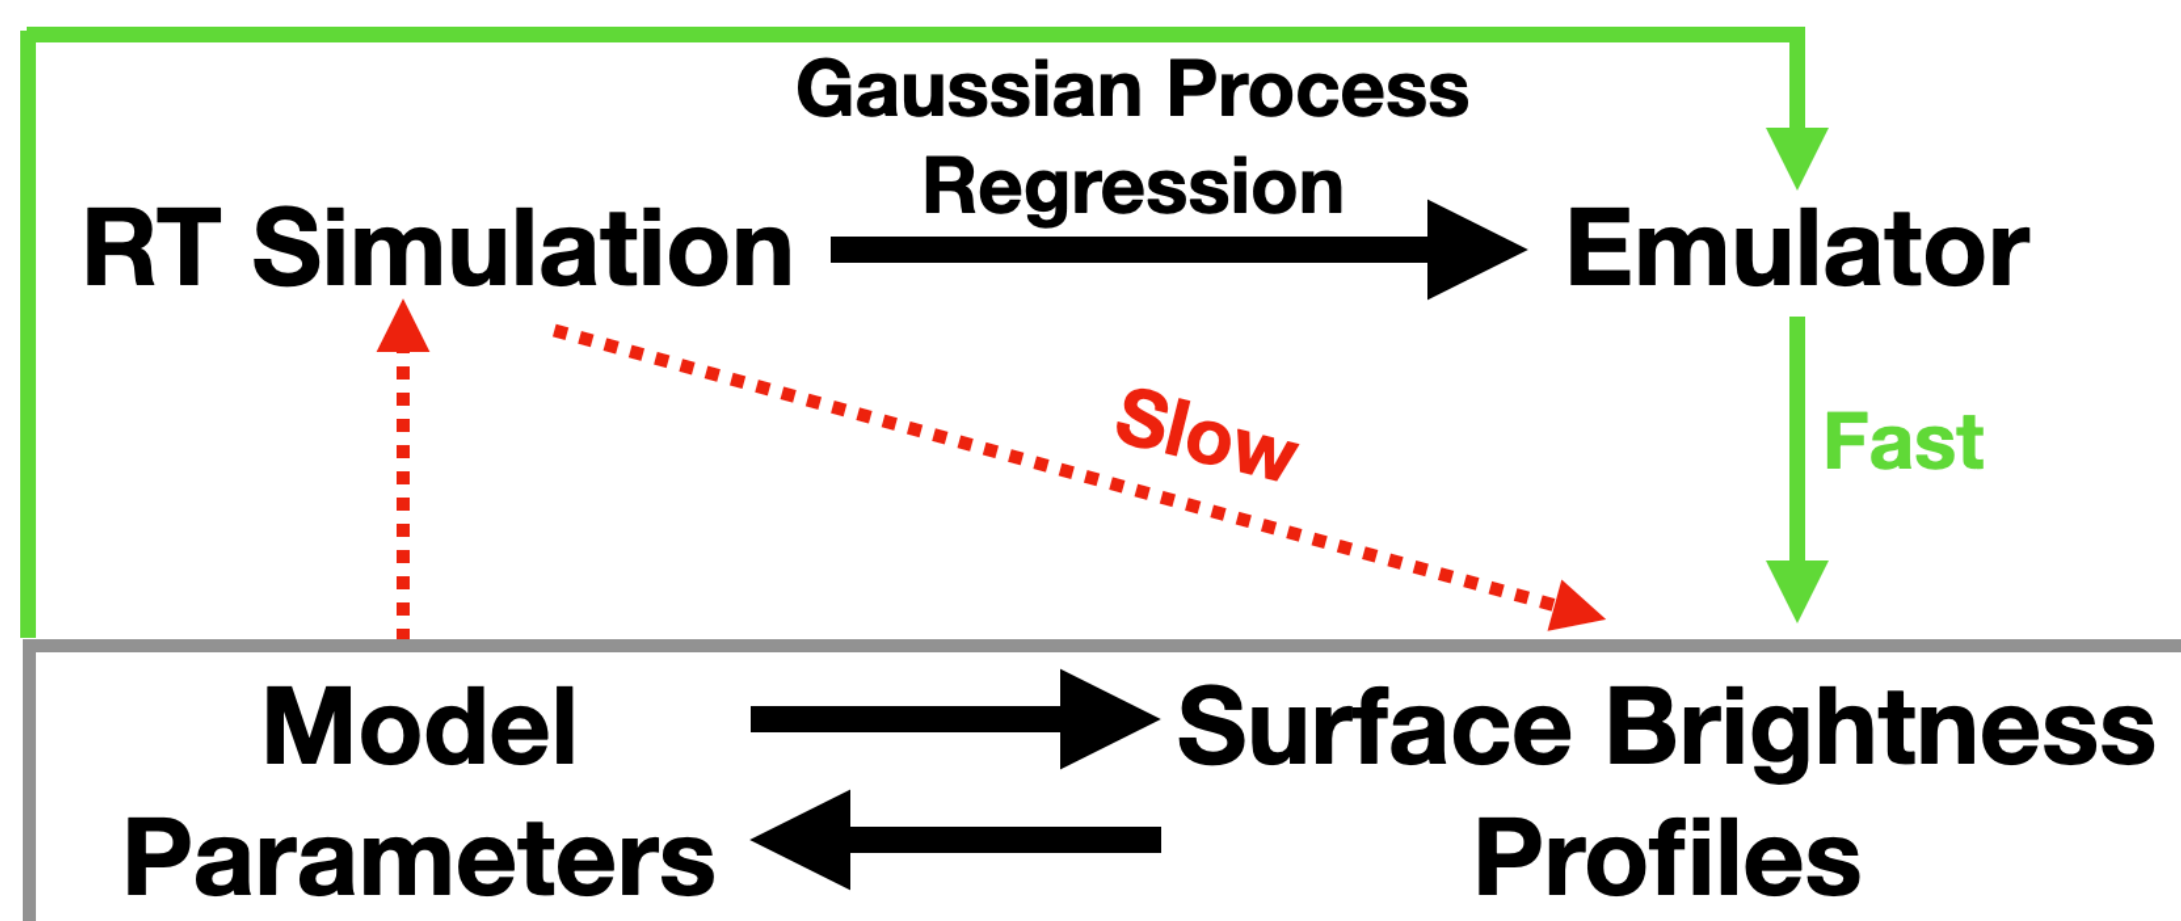 Gaussian Process
Regression
RT Simulation
Emulator
Slow
Fast
Model
Parameters
Surface Brightness
Profiles